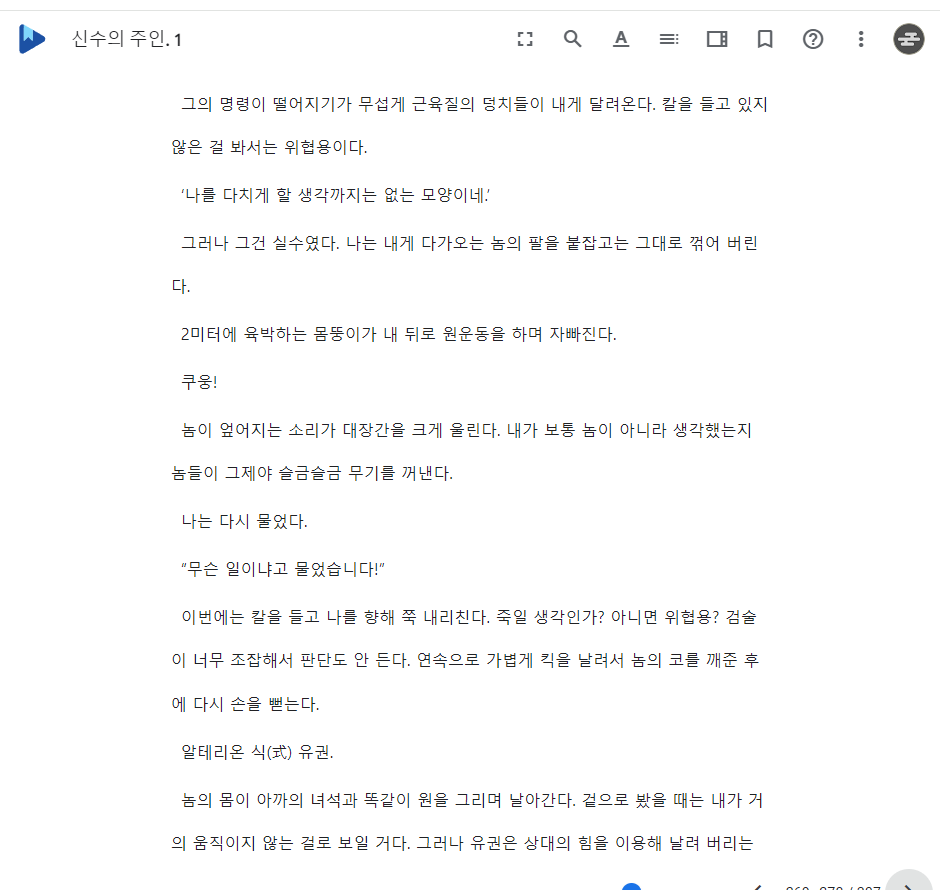 신수의 주인. 1
그의 명령이 떨어지기가 무섭게 근육질의 덩치들이 내게 달려온다. 칼을 들고 있지
않은 걸 봐서는 위협용이다.
‘나를 다치게 할 생각까지는 없는 모양이네.’
그러나 그건 실수였다. 나는 내게 다가오는 놈의 팔을 붙잡고는 그대로 꺾어 버린
다.
2미터에 육박하는 몸뚱이가 내 뒤로 원운동을 하며 자빠진다.
쿠웅!
놈이 엎어지는 소리가 대장간을 크게 울린다. 내가 보통 놈이 아니라 생각했는지
놈들이 그제야 슬금슬금 무기를 꺼낸다.
나는 다시 물었다.
“무슨 일이냐고 물었습니다!”
이번에는 칼을 들고 나를 향해 쭉 내리친다. 죽일 생각인가? 아니면 위협용? 검술
이 너무 조잡해서 판단도 안 든다. 연속으로 가볍게 킥을 날려서 놈의 코를 깨준 후
에 다시 손을 뻗는다.
알테리온 식(式) 유권.
놈의 몸이 아까의 녀석과 똑같이 원을 그리며 날아간다. 겉으로 봤을 때는 내가 거
의 움직이지 않는 걸로 보일 거다. 그러나 유권은 상대의 힘을 이용해 날려 버리는